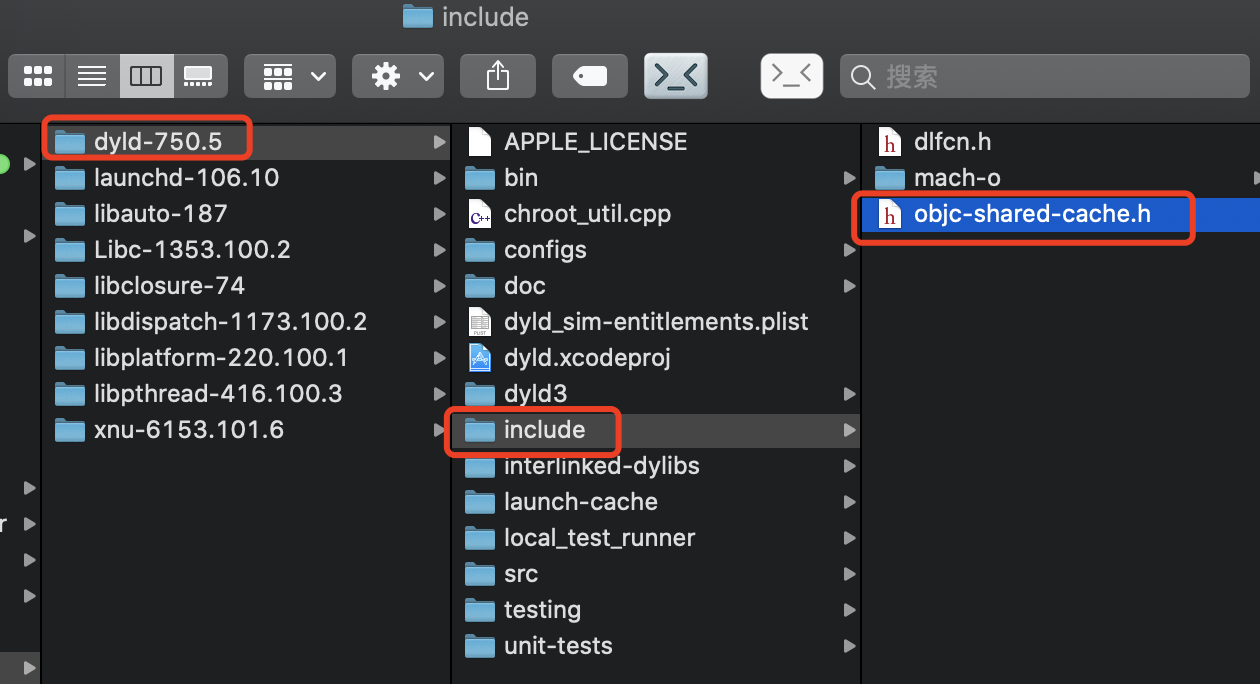 include
搜索
dyld-750.5
launchd-106.10
libauto-187
Libc-1353.100.2
libclosure-74
libdispatch-1173.100.2
libplatform-220.100.1
libpthread-416.100.3
xnu-6153.101.6
r
APPLE_LICENSE
bin
chroot_util.cpp
configs
doc
dyld_sim-entitlements.plist
dyld.xcodeproj
dyld3
include
interlinked-dylibs
launch-cache
local_test_runner
src
testing
unit-tests
dlfcn.h
mach-o
objc-shared-cache.h